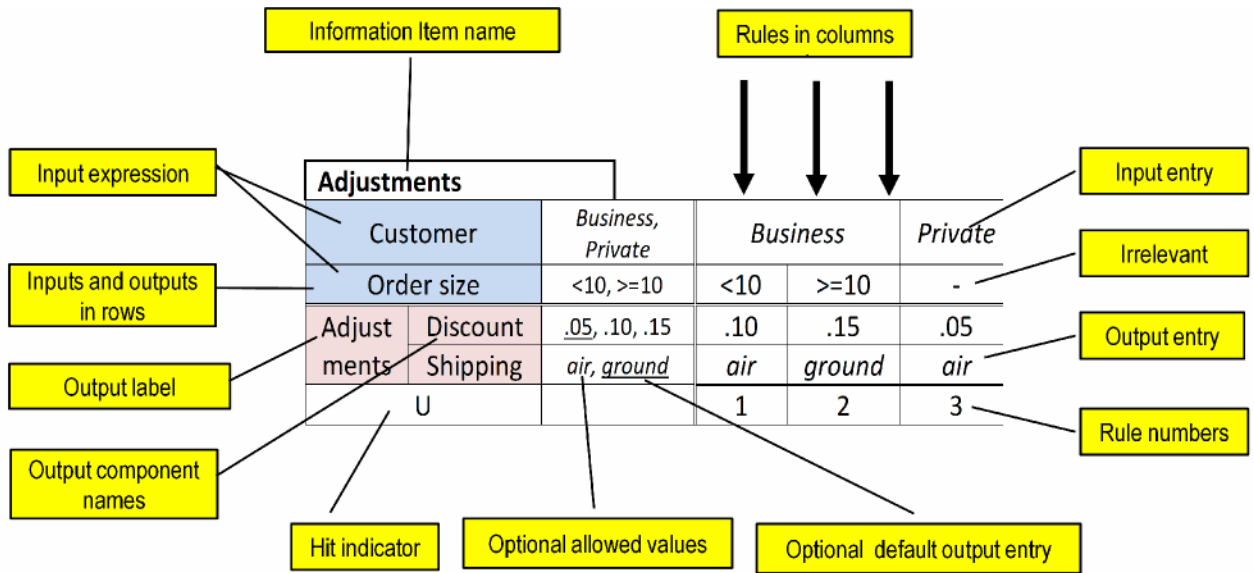 Information Item name
Rules in columns
Input expression
Input entry
Adjustments
Customer
Business,
Private
Business
Private
Irrelevant
Inputs and outputs
in rows
Order size
<10, >=10
<10
>=10
-
Adjust
ments
Discount
.05, .10, .15
.10
.15
.05
Output entry
Shipping
air, ground
air
ground
air
Output label
U
1
2
3
Rule numbers
Output component
names
Hit indicator
Optional allowed values
Optional default output entry